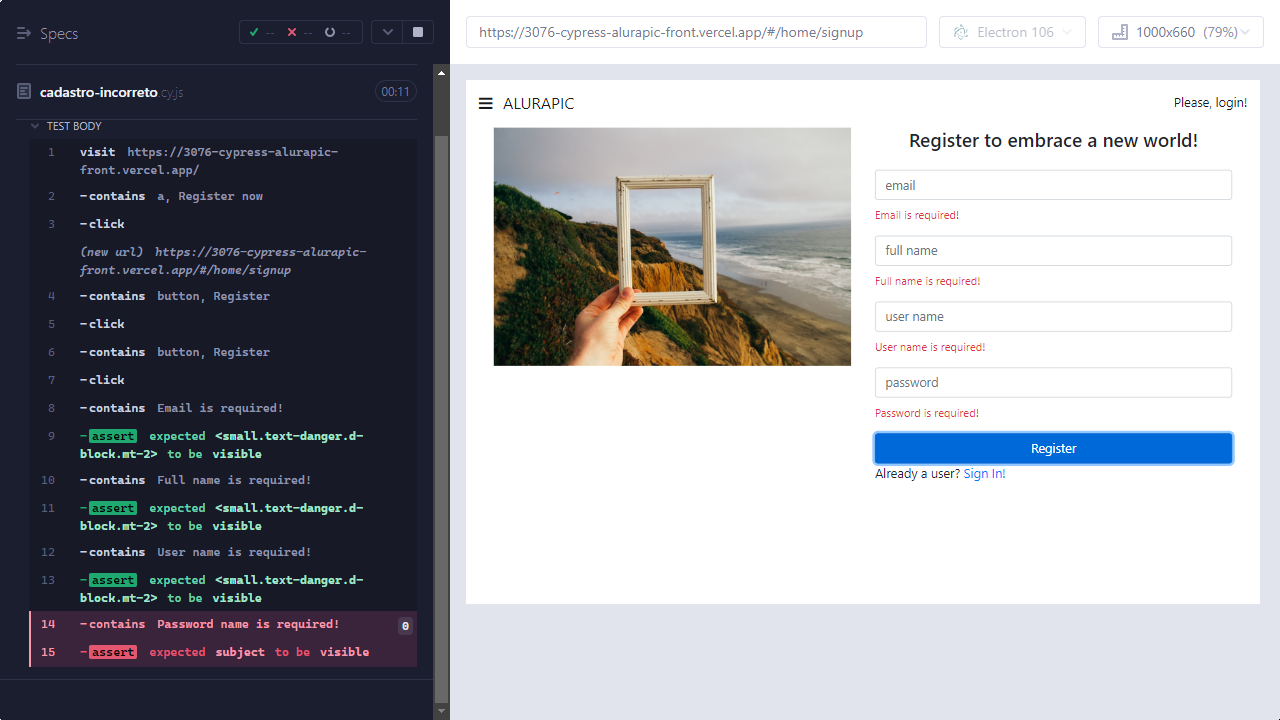 Specs
-- -- --
cadastro-incorreto.cy.js 00:11
TEST BODY
1 visit https://3076-cypress-alurapic-
front.vercel.app/
2 -contains a, Register now
3 -click
(new url) https://3076-cypress-alurapic-
front.vercel.app/#/home/signup
4 -contains button, Register
5 -click
6 -contains button, Register
7 -click
8 -contains Email is required!
9 -assert expected <small.text-danger.d-
block.mt-2> to be visible
10 -contains Full name is required!
11 -assert expected <small.text-danger.d-
block.mt-2> to be visible
12 -contains User name is required!
13 -assert expected <small.text-danger.d-
block.mt-2> to be visible
14 -contains Password name is required! 0
15 -assert expected subject to be visible
https://3076-cypress-alurapic-front.vercel.app/#/home/signup
Electron 106
1000x660 (79%)
ALURAPIC
Please, login!
Register to embrace a new world!
email
Email is required!
full name
Full name is required!
user name
User name is required!
password
Password is required!
Register
Already a user? Sign In!